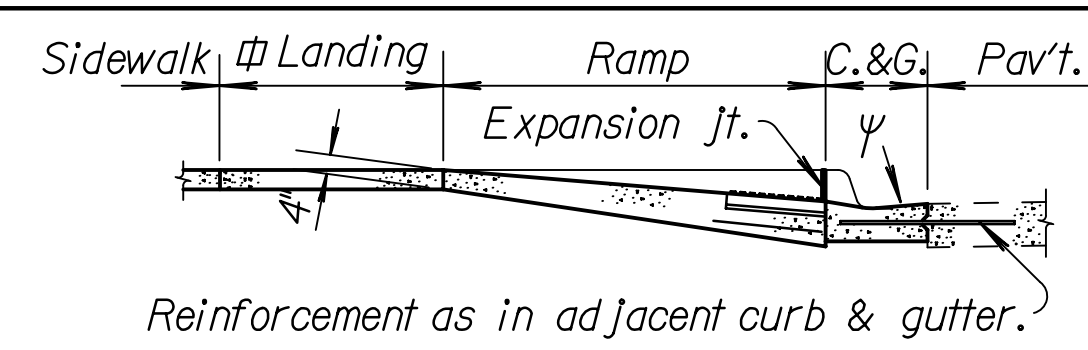 Sidewalk ⌽ Landing Ramp C.&G. Pav't.
Expansion jt. ψ
4"
Reinforcement as in adjacent curb & gutter.